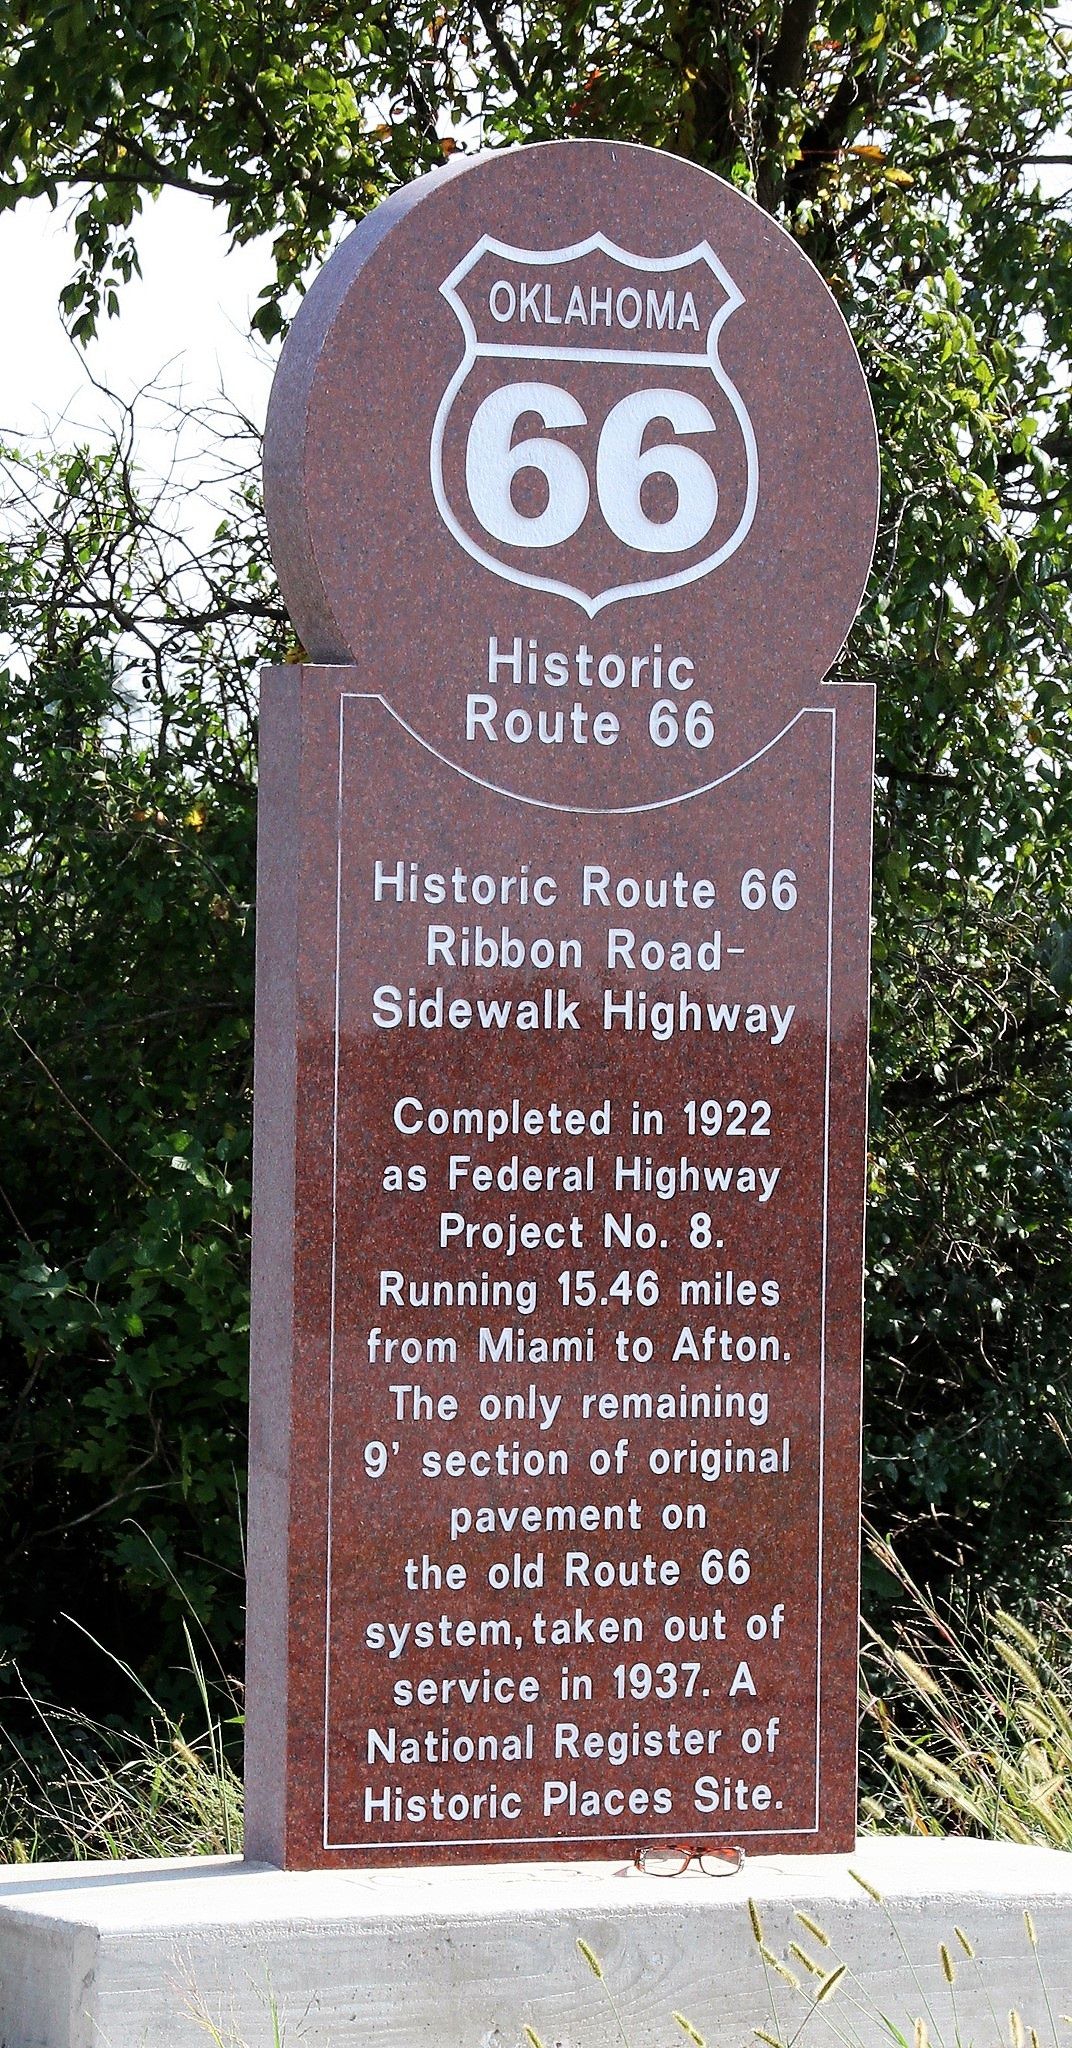 OKLAHOMA
66
Historic
Route 66
Historic Route 66
Ribbon Road-
Sidewalk Highway
Completed in 1922
as Federal Highway
Project No. 8.
Running 15.46 miles
from Miami to Afton.
The only remaining
9' section of original
pavement on
the old Route 66
system, taken out of
service in 1937. A
National Register of
Historic Places Site.